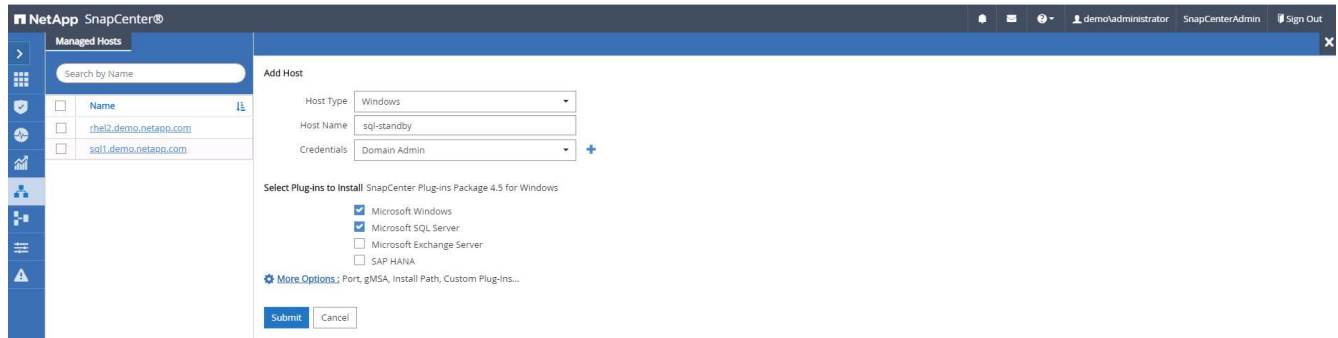 NetApp SnapCenter®
demo\administrator SnapCenterAdmin Sign Out
Managed Hosts
Search by Name
Name
rhel2.demo.netapp.com
sql1.demo.netapp.com
Add Host
Host Type Windows
Host Name sql-standby
Credentials Domain Admin
Select Plug-ins to Install SnapCenter Plug-ins Package 4.5 for Windows
Microsoft Windows
Microsoft SQL Server
Microsoft Exchange Server
SAP HANA
More Options : Port, gMSA, Install Path, Custom Plug-Ins...
Submit Cancel